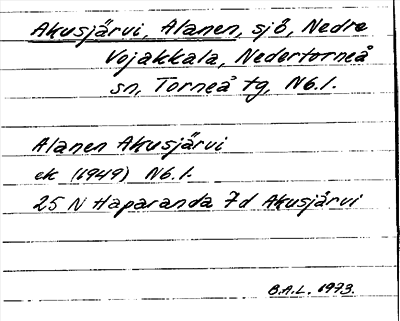 Akusjärvi, Alanen, sjö, Nedre
Vojakkala, Nedertorneå
sn, Torneå tg, N6.1.
Alanen Akusjärvi
ek (1949) N6.1.
25 N Haparanda 7d Akusjärvi
B.A.L. 1973.